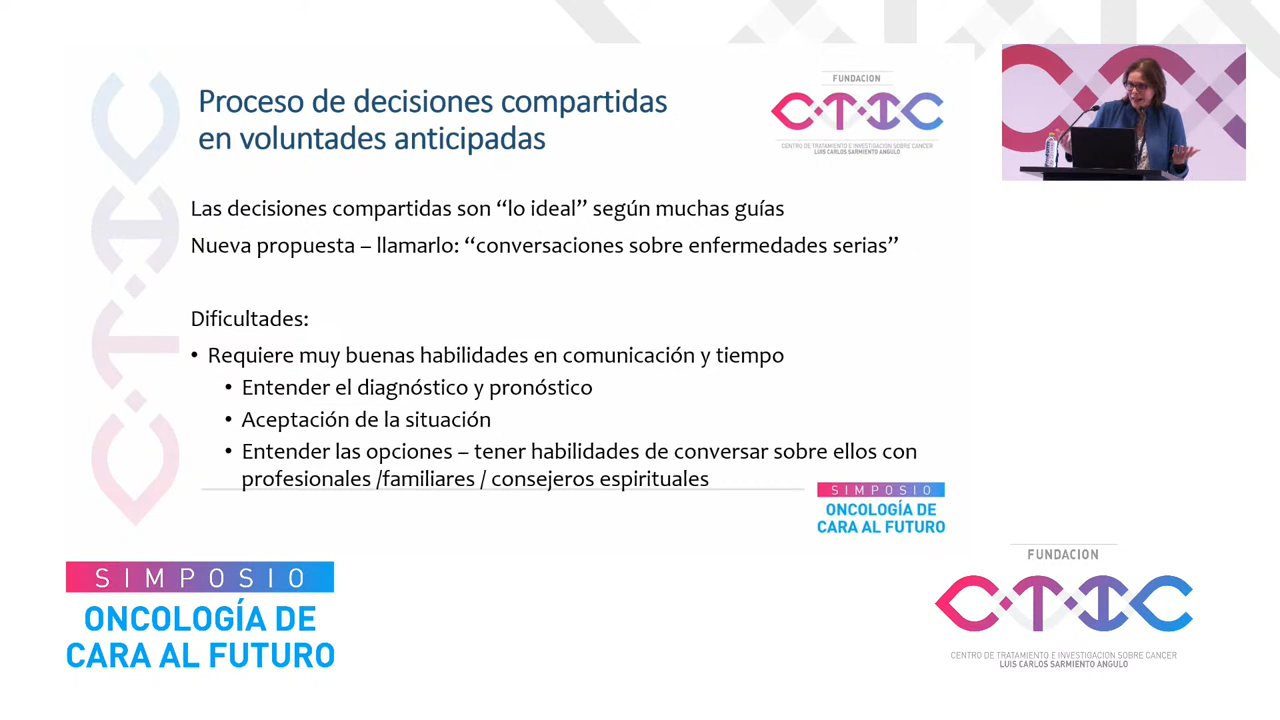 Proceso de decisiones compartidas
en voluntades anticipadas
FUNDACION
CTIC
CENTRO DE TRATAMIENTO E INVESTIGACION SOBRE CANCER
LUIS CARLOS SARMIENTO ANGULO
Las decisiones compartidas son “lo ideal” según muchas guías
Nueva propuesta – llamarlo: “conversaciones sobre enfermedades serias”
Dificultades:
• Requiere muy buenas habilidades en comunicación y tiempo
• Entender el diagnóstico y pronóstico
• Aceptación de la situación
• Entender las opciones – tener habilidades de conversar sobre ellos con
profesionales /familiares / consejeros espirituales
SIMPOSIO
ONCOLOGÍA DE
CARA AL FUTURO
CTIC
SIMPOSIO
ONCOLOGÍA DE
CARA AL FUTURO
FUNDACION
CTIC
CENTRO DE TRATAMIENTO E INVESTIGACION SOBRE CANCER
LUIS CARLOS SARMIENTO ANGULO